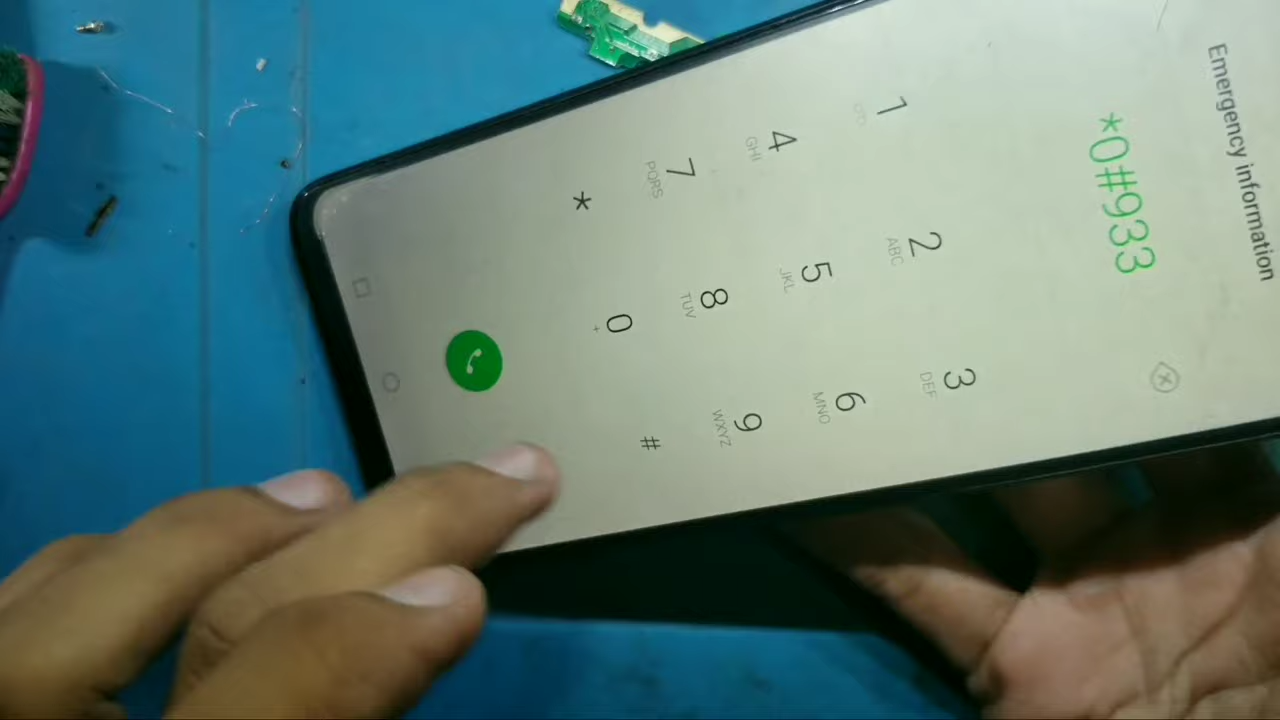 Emergency information
*0#933
1
2
ABC
3
DEF
4
GHI
5
JKL
6
MNO
7
PQRS
8
TUV
9
WXYZ
*
0
+
#